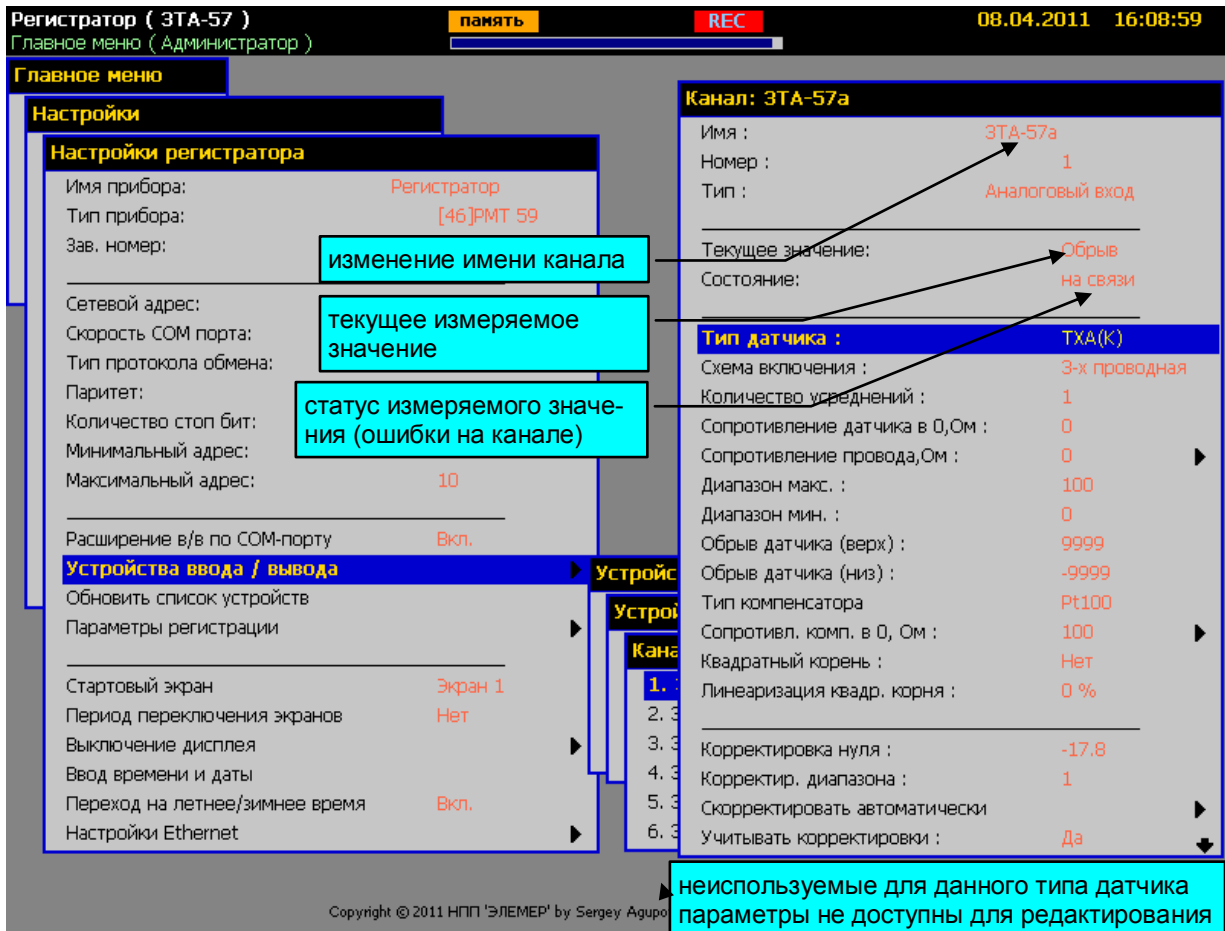 Регистратор ( ЗТА-57 )
память
REC
08.04.2011 16:08:59
Главное меню ( Администратор )
Главное меню
Настройки
Настройки регистратора
Имя прибора: Регистратор
Тип прибора: [46]РМТ 59
Зав. номер:
Сетевой адрес:
Скорость COM порта:
Тип протокола обмена:
Паритет:
Количество стоп бит:
Минимальный адрес:
Максимальный адрес: 10
Расширение в/в по COM-порту Вкл.
Устройства ввода / вывода
Обновить список устройств
Параметры регистрации
Стартовый экран Экран 1
Период переключения экранов Нет
Выключение дисплея
Ввод времени и даты
Переход на летнее/зимнее время Вкл.
Настройки Ethernet
изменение имени канала
текущее измеряемое
значение
статус измеряемого значе-
ния (ошибки на канале)
1.
2. З
3. З
4. З
5. З
6. З
Канал: ЗТА-57а
Имя : ЗТА-57а
Номер : 1
Тип : Аналоговый вход
Текущее значение: Обрыв
Состояние: на связи
Тип датчика : ТХА(К)
Схема включения : 3-х проводная
Количество усреднений : 1
Сопротивление датчика в 0,Ом : 0
Сопротивление провода,Ом : 0
Диапазон макс. : 100
Диапазон мин. : 0
Обрыв датчика (верх) : 9999
Обрыв датчика (низ) : -9999
Тип компенсатора Pt100
Сопротивл. комп. в 0, Ом : 100
Квадратный корень : Нет
Линеаризация квадр. корня : 0 %
Корректировка нуля : -17.8
Корректир. диапазона : 1
Скорректировать автоматически
Учитывать корректировки : Да
неиспользуемые для данного типа датчика
параметры не доступны для редактирования
Copyright © 2011 НПП 'ЭЛЕМЕР' by Sergey Agupo